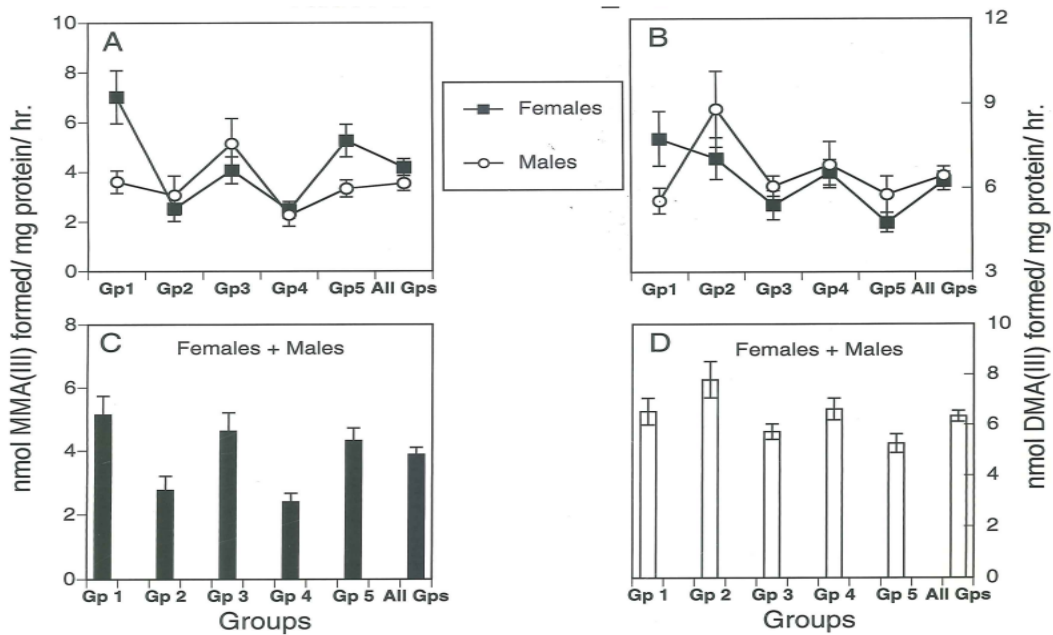 nmol MMA(III) formed/ mg protein/ hr.
A
10
8
6
4
2
0
Gp1 Gp2 Gp3 Gp4 Gp5 All Gps
Females
Males
B
12
9
6
3
Gp1 Gp2 Gp3 Gp4 Gp5 All Gps
nmol DMA(III) formed/ mg protein/ hr.
C
Females + Males
8
6
4
2
0
Gp 1 Gp 2 Gp 3 Gp 4 Gp 5 All Gps
Groups
D
Females + Males
10
8
6
4
2
0
Gp 1 Gp 2 Gp 3 Gp 4 Gp 5 All Gps
Groups